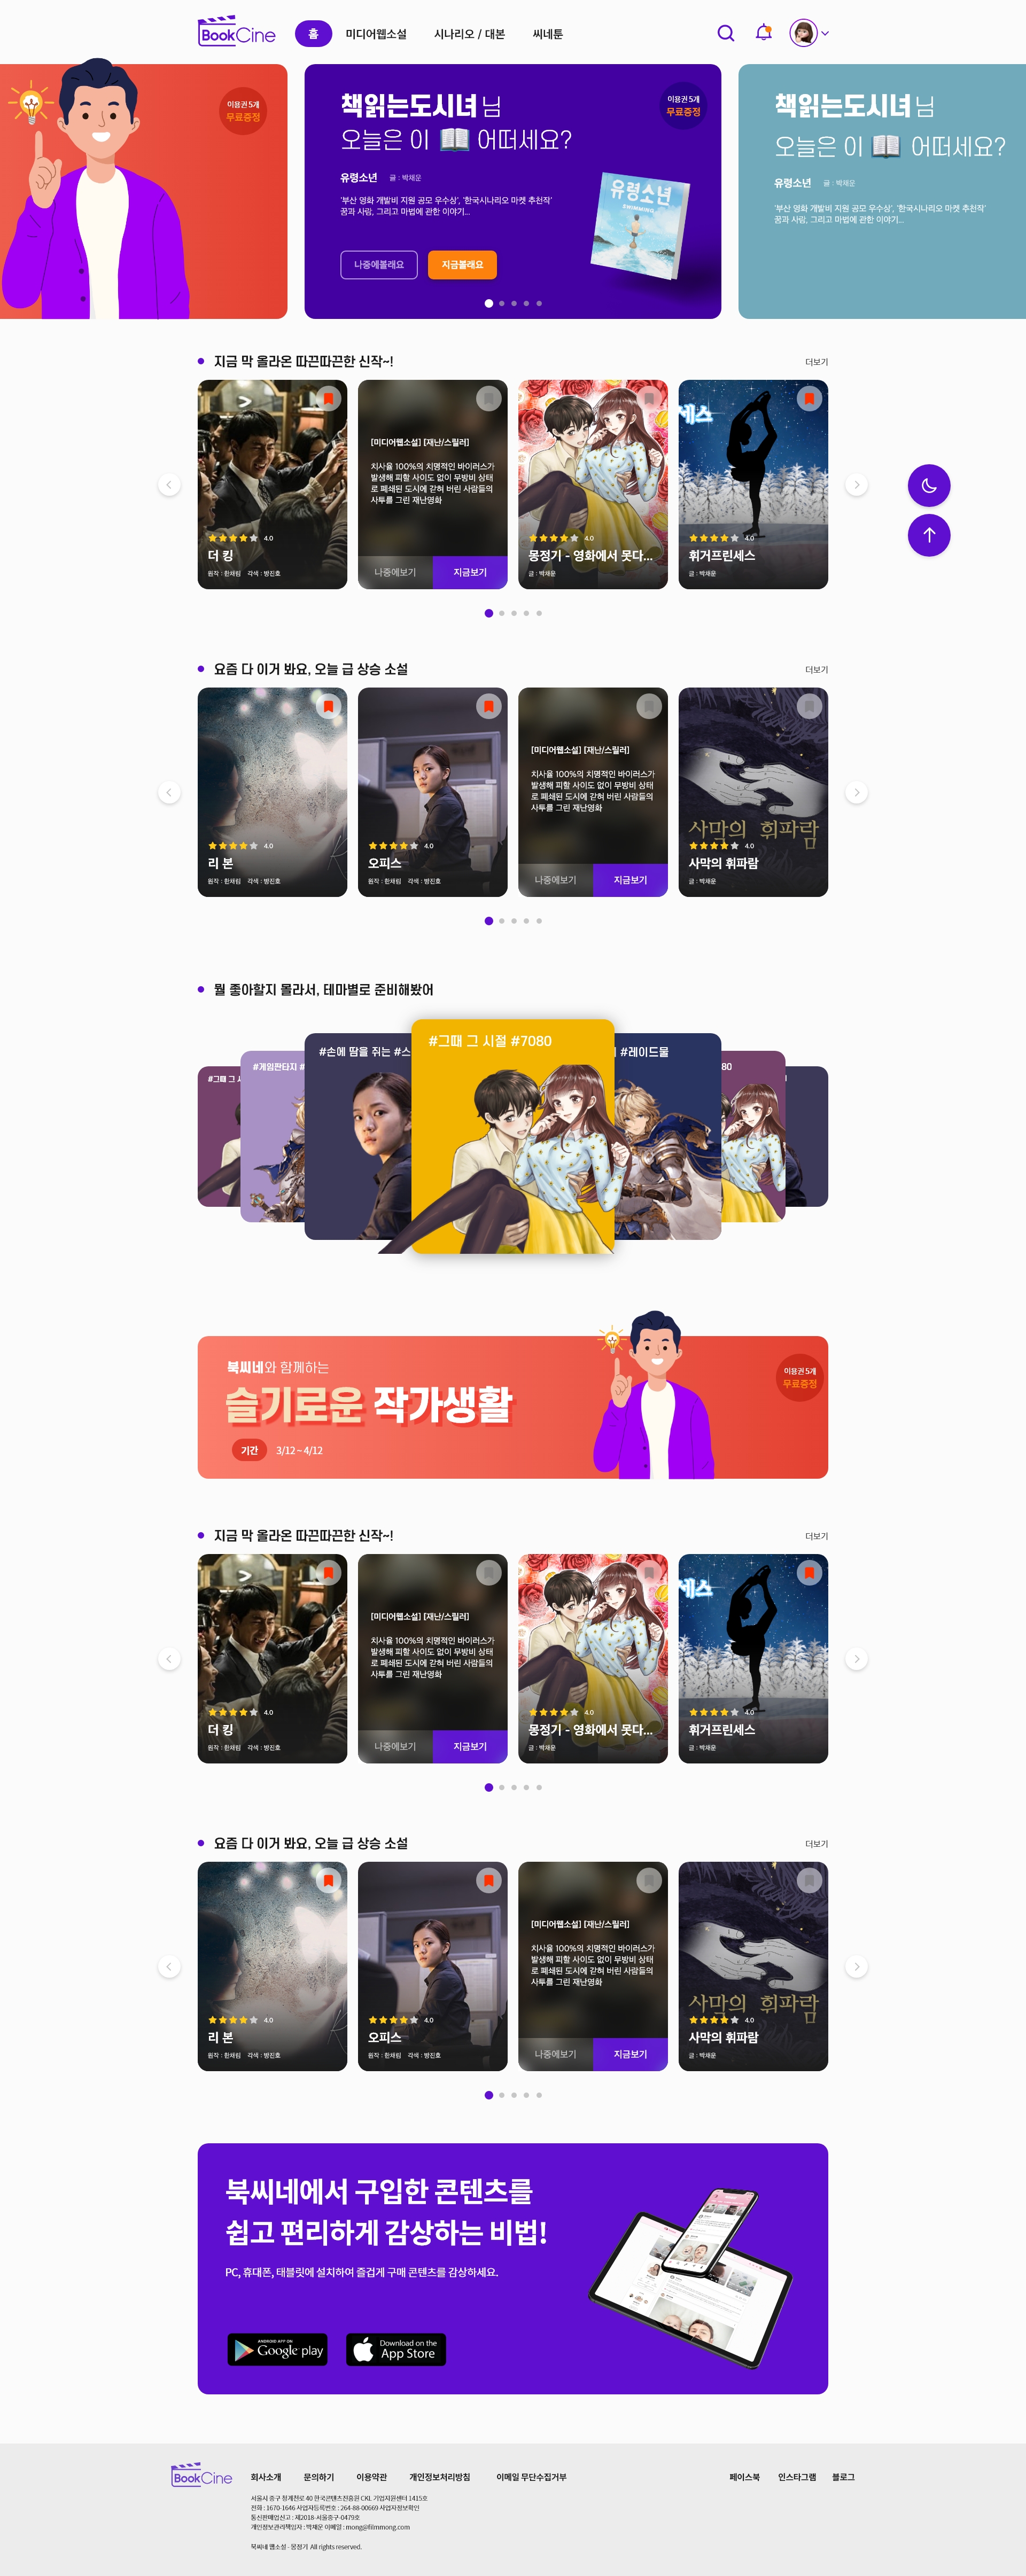 BookCine
홈
미디어웹소설
시나리오 / 대본
씨네툰
이용권 5개
무료증정
책읽는도시녀 님
오늘은 이 어떠세요?
유령소년 글 : 박채운
'부산 영화 개발비 지원 공모 우수상', '한국시나리오 마켓 추천작'
꿈과 사랑, 그리고 마법에 관한 이야기...
나중에볼래요
지금볼래요
이용권 5개
무료증정
유령소년
SWIMMING
책읽는도시녀 님
오늘은 이 어떠세요?
유령소년 글 : 박채운
'부산 영화 개발비 지원 공모 우수상', '한국시나리오 마켓 추천작'
꿈과 사랑, 그리고 마법에 관한 이야기...
지금 막 올라온 따끈따끈한 신작~!
더보기
4.0
더 킹
원작 : 한재림 각색 : 방진호
[미디어웹소설] [재난/스릴러]
치사율 100%의 치명적인 바이러스가
발생해 피할 사이도 없이 무방비 상태
로 폐쇄된 도시에 갇혀 버린 사람들의
사투를 그린 재난영화
나중에보기
지금보기
4.0
몽정기 - 영화에서 못다...
글 : 박채운
세스
4.0
휘거프린세스
글 : 박채운
요즘 다 이거 봐요, 오늘 급 상승 소설
더보기
4.0
리 본
원작 : 한재림 각색 : 방진호
4.0
오피스
원작 : 한재림 각색 : 방진호
[미디어웹소설] [재난/스릴러]
치사율 100%의 치명적인 바이러스가
발생해 피할 사이도 없이 무방비 상태
로 폐쇄된 도시에 갇혀 버린 사람들의
사투를 그린 재난영화
나중에보기
지금보기
사막의 휘파람
4.0
사막의 휘파람
글 : 박채운
뭘 좋아할지 몰라서, 테마별로 준비해봤어
#그때 그 시
#게임판타지 #
#손에 땀을 쥐는 #스
#그때 그 시절 #7080
#레이드물
80
북씨네와 함께하는
슬기로운 작가생활
기간
3/12 ~ 4/12
이용권 5개
무료증정
지금 막 올라온 따끈따끈한 신작~!
더보기
4.0
더 킹
원작 : 한재림 각색 : 방진호
[미디어웹소설] [재난/스릴러]
치사율 100%의 치명적인 바이러스가
발생해 피할 사이도 없이 무방비 상태
로 폐쇄된 도시에 갇혀 버린 사람들의
사투를 그린 재난영화
나중에보기
지금보기
4.0
몽정기 - 영화에서 못다...
글 : 박채운
세스
4.0
휘거프린세스
글 : 박채운
요즘 다 이거 봐요, 오늘 급 상승 소설
더보기
4.0
리 본
원작 : 한재림 각색 : 방진호
4.0
오피스
원작 : 한재림 각색 : 방진호
[미디어웹소설] [재난/스릴러]
치사율 100%의 치명적인 바이러스가
발생해 피할 사이도 없이 무방비 상태
로 폐쇄된 도시에 갇혀 버린 사람들의
사투를 그린 재난영화
나중에보기
지금보기
사막의 휘파람
4.0
사막의 휘파람
글 : 박채운
북씨네에서 구입한 콘텐츠를
쉽고 편리하게 감상하는 비법!
PC, 휴대폰, 태블릿에 설치하여 즐겁게 구매 콘텐츠를 감상하세요.
ANDROID APP ON
Google play
Download on the
App Store
BookCine
회사소개
문의하기
이용약관
개인정보처리방침
이메일 무단수집거부
페이스북
인스타그램
블로그
서울시 중구 청계천로 40 한국콘텐츠진흥원 CKL 기업지원센터 1415호
전화 : 1670-1646 사업자등록번호 : 264-88-00669 사업자정보확인
통신판매업신고 : 제2018-서울중구-0479호
개인정보관리책임자 : 박채운 이메일 : mong@filmmong.com
북씨네 웹소설 - 몽정기 All rights reserved.